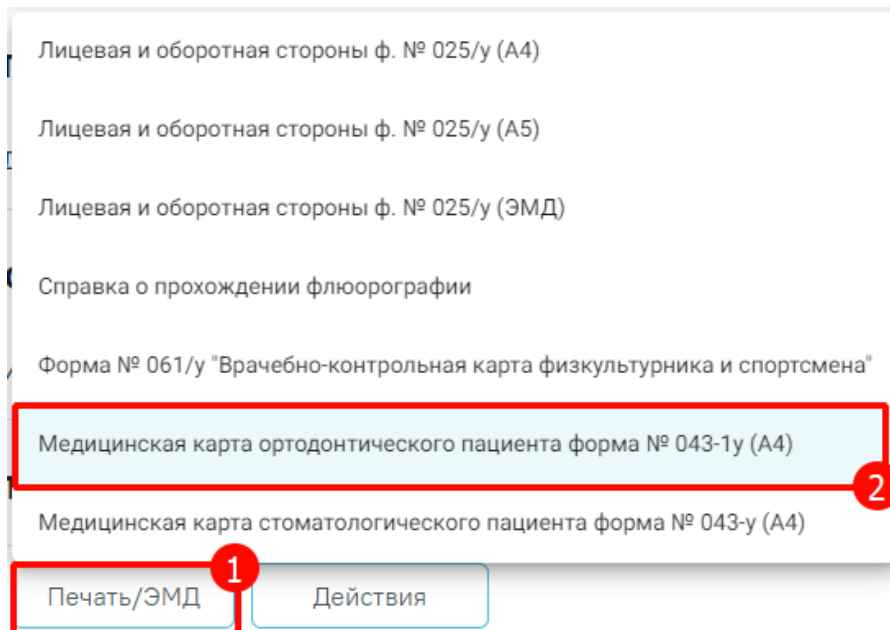 Лицевая и оборотная стороны ф. № 025/у (А4)
Лицевая и оборотная стороны ф. № 025/у (А5)
Лицевая и оборотная стороны ф. № 025/у (ЭМД)
Справка о прохождении флюорографии
Форма № 061/у "Врачебно-контрольная карта физкультурника и спортсмена"
Медицинская карта ортодонтического пациента форма № 043-1у (А4)
2
Медицинская карта стоматологического пациента форма № 043-у (А4)
1
Печать/ЭМД Действия